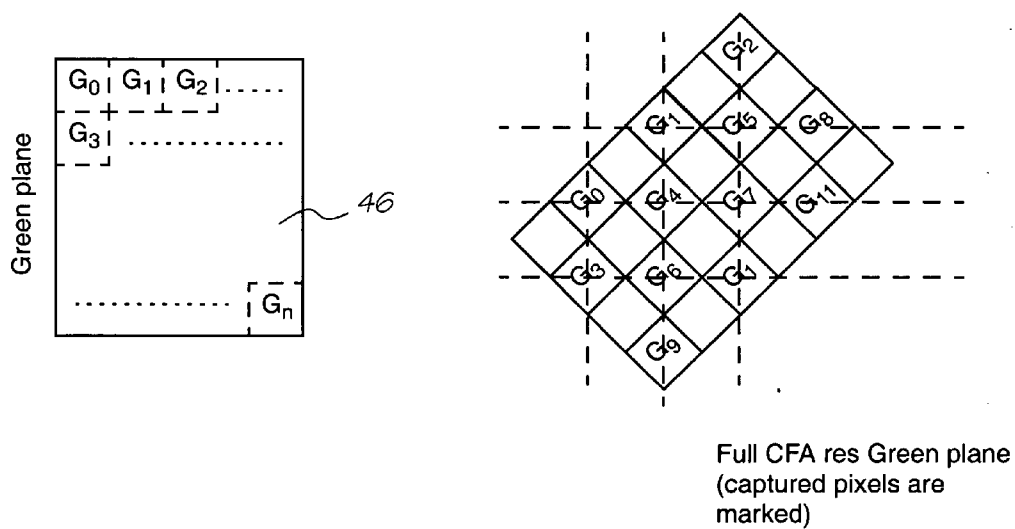 Green plane
G0 G1 G2
G3
Gn
46
G2
G1 G5 G8
G0 G4 G7 G11
G3 G6 G1
G9
Full CFA res Green plane
(captured pixels are
marked)